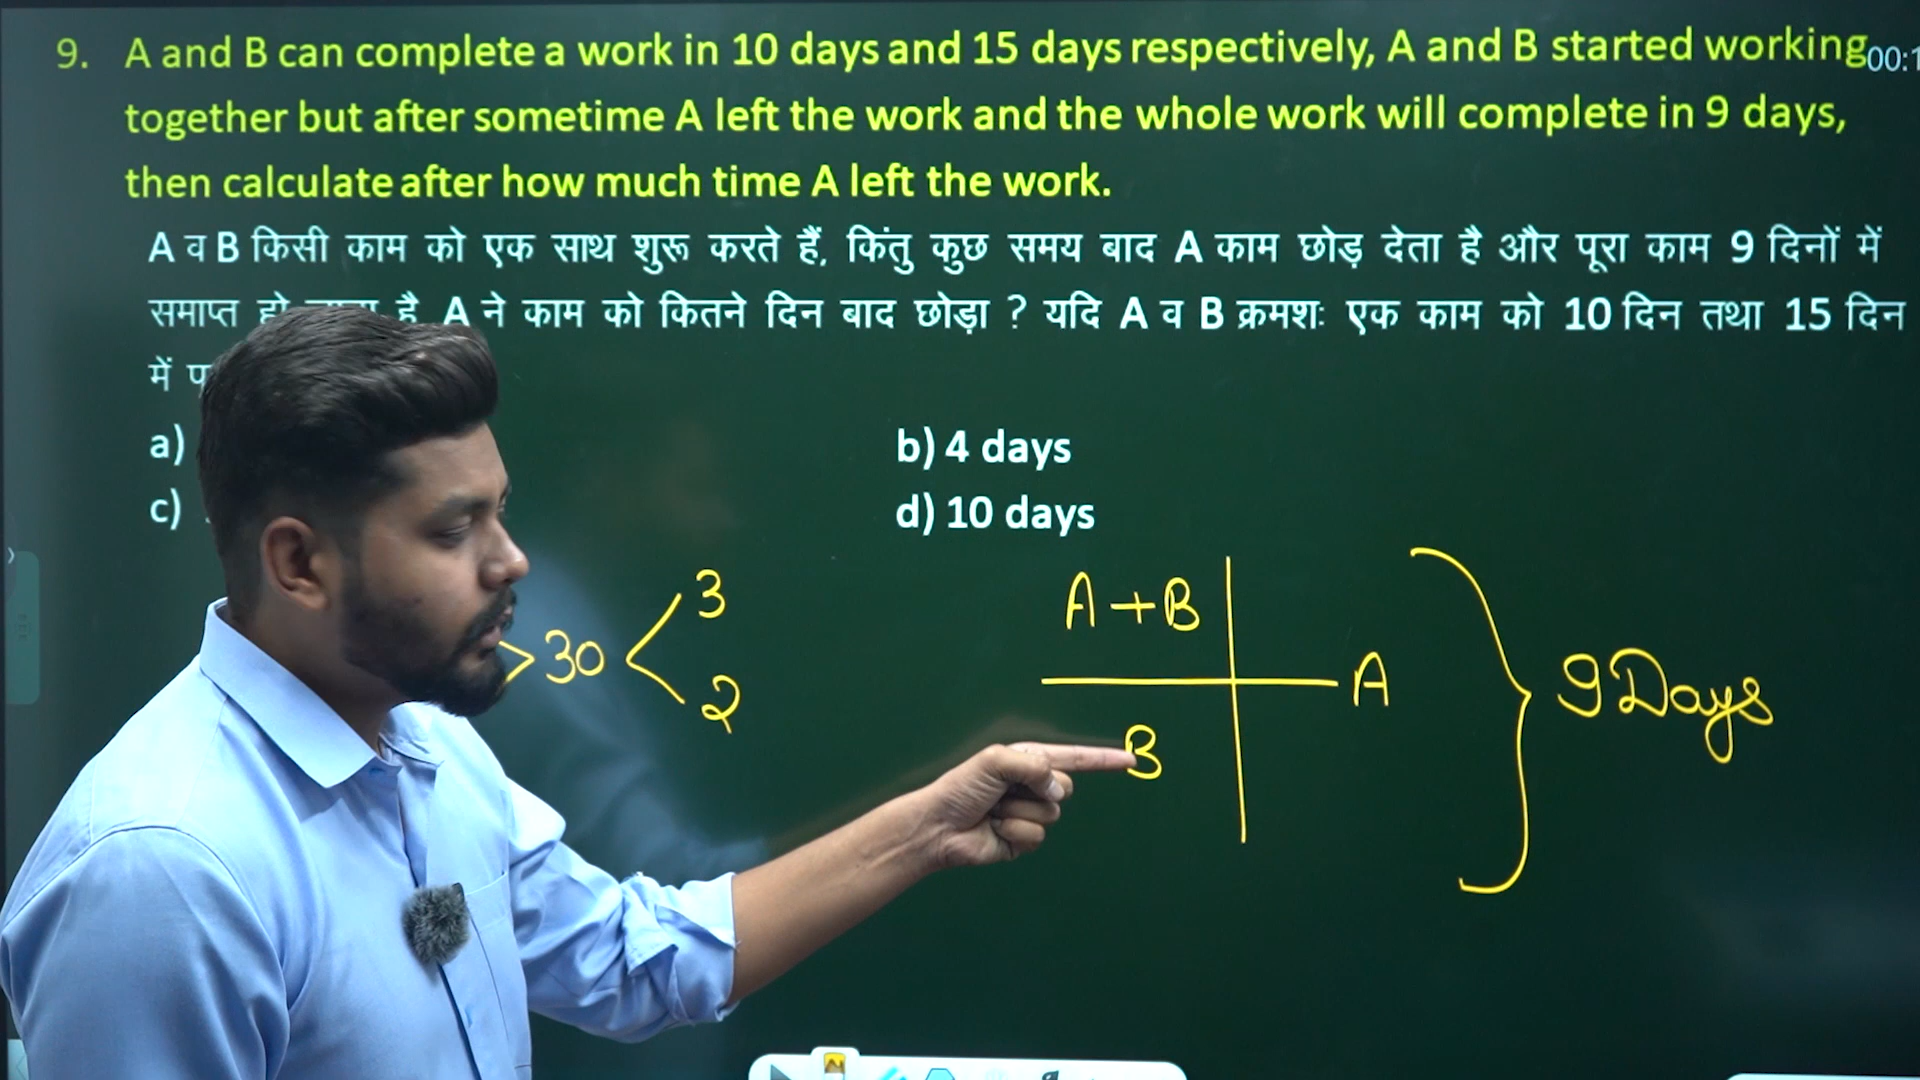 9. A and B can complete a work in 10 days and 15 days respectively, A and B started working
00:1
together but after sometime A left the work and the whole work will complete in 9 days,
then calculate after how much time A left the work.
A व B किसी काम को एक साथ शुरू करते हैं, किंतु कुछ समय बाद A काम छोड़ देता है और पूरा काम 9 दिनों में
समाप्त है A ने काम को कितने दिन बाद छोड़ा ? यदि A व B क्रमशः एक काम को 10 दिन तथा 15 दिन
में
a) b) 4 days
c) d) 10 days
30 < 3
2
A+B
A
B
9 Days